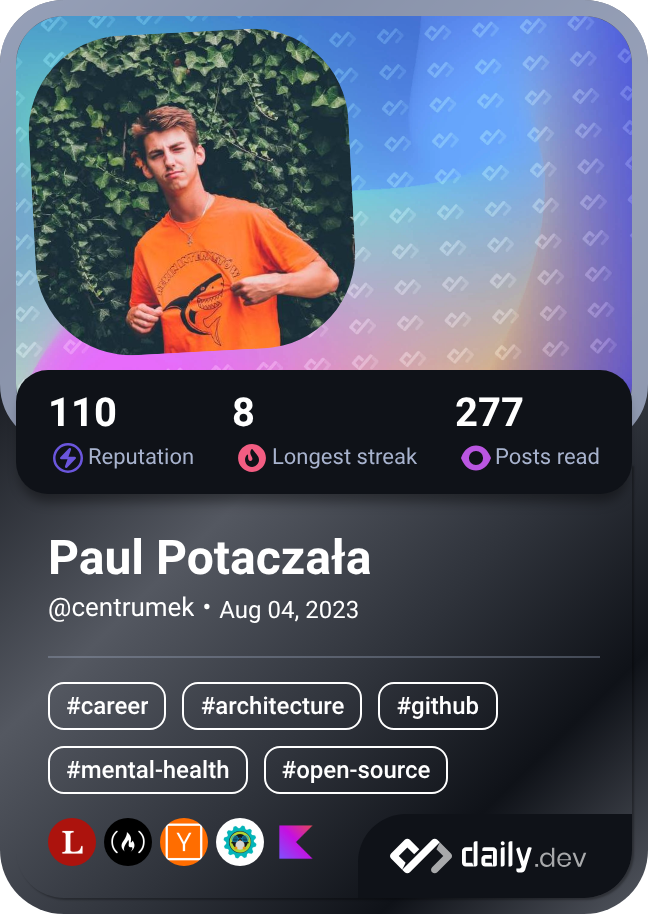 110
8
277
Reputation
Longest streak
Posts read
Paul Potaczała
@centrumek • Aug 04, 2023
#career
#architecture
#github
#mental-health
#open-source
L
Y
daily.dev